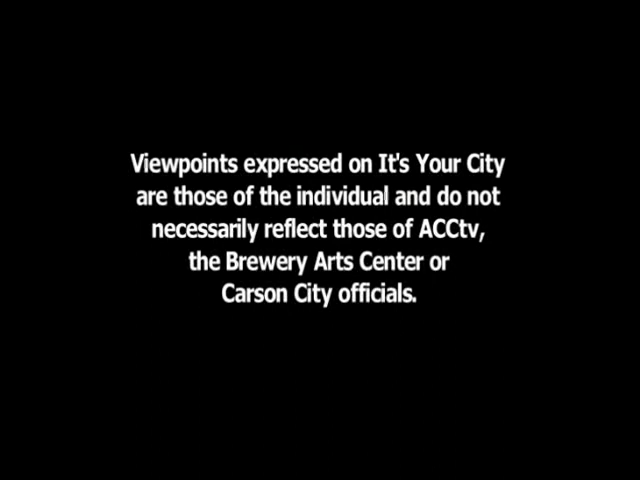 Viewpoints expressed on It's Your City
are those of the individual and do not
necessarily reflect those of ACCtv,
the Brewery Arts Center or
Carson City officials.